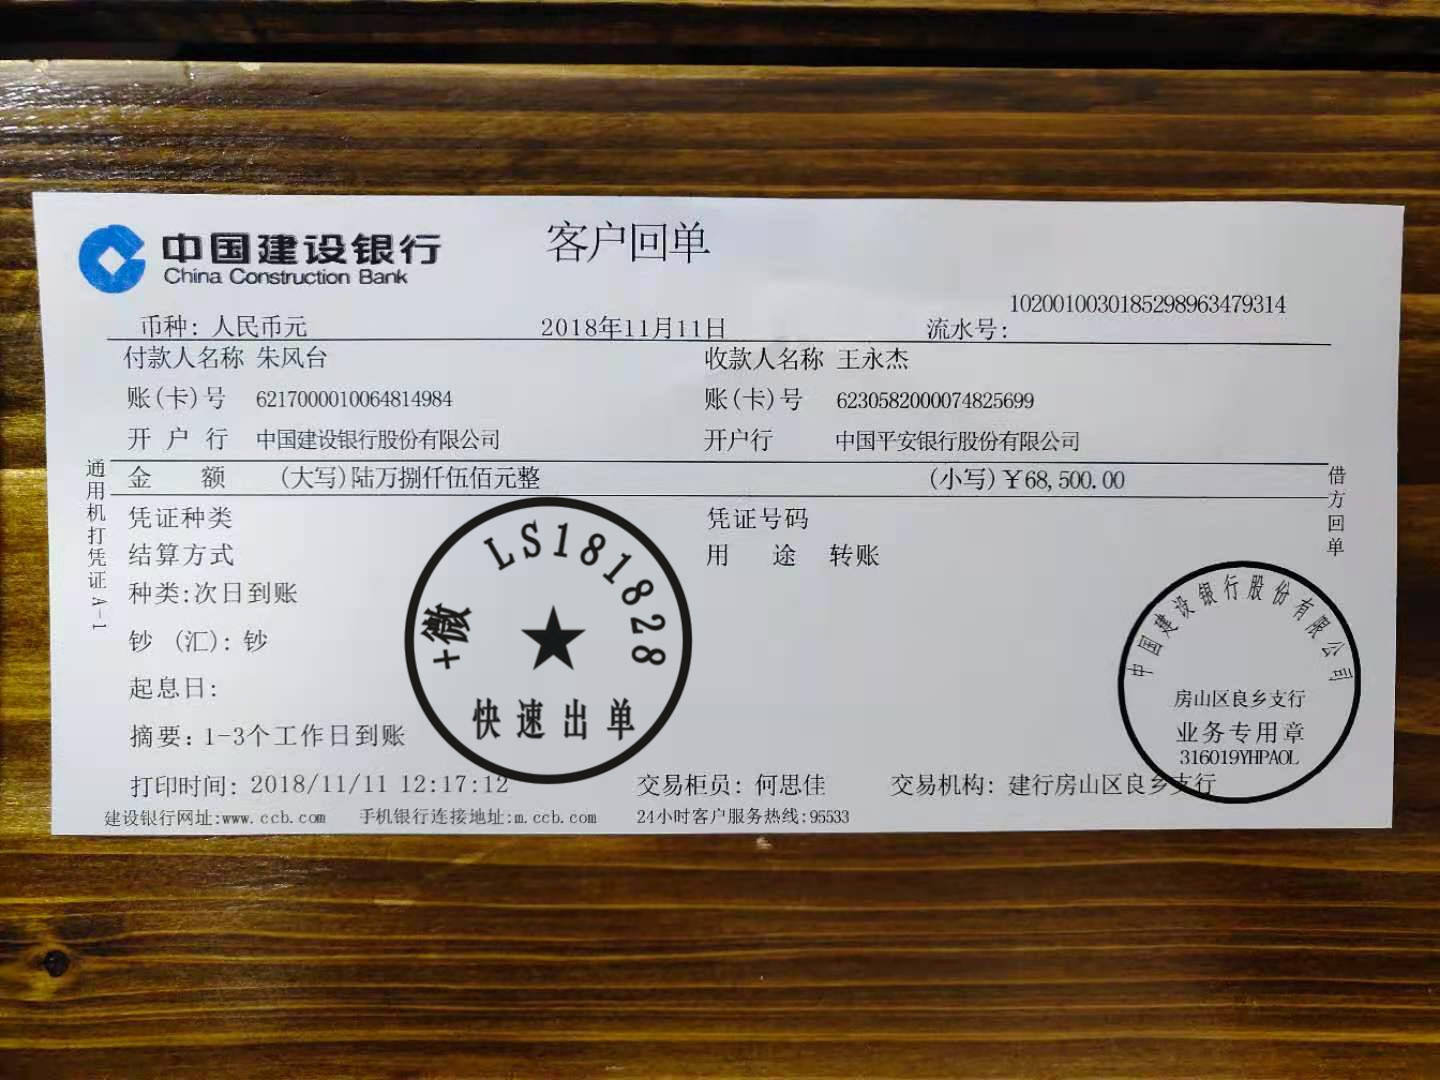 中国建设银行
China Construction Bank
客户回单
1020010030185298963479314
币种: 人民币元 2018年11月11日 流水号:
付款人名称 朱风台 收款人名称 王永杰
账(卡)号 6217000010064814984 账(卡)号 6230582000074825699
开户行 中国建设银行股份有限公司 开户行 中国平安银行股份有限公司
金额 (大写)陆万捌仟伍佰元整 (小写)￥68,500.00
凭证种类 凭证号码
结算方式 用途 转账
种类:次日到账
钞 (汇): 钞
起息日:
摘要: 1-3个工作日到账
打印时间: 2018/11/11 12:17:12 交易柜员: 何思佳 交易机构: 建行房山区良乡支行
建设银行网址:www.ccb.com 手机银行连接地址:m.ccb.com 24小时客户服务热线:95533
通用机打凭证 A-1
借方回单
+微 LS181828
快速出单
中国建设银行股份有限公司
房山区良乡支行
业务专用章
316019YHPAOL